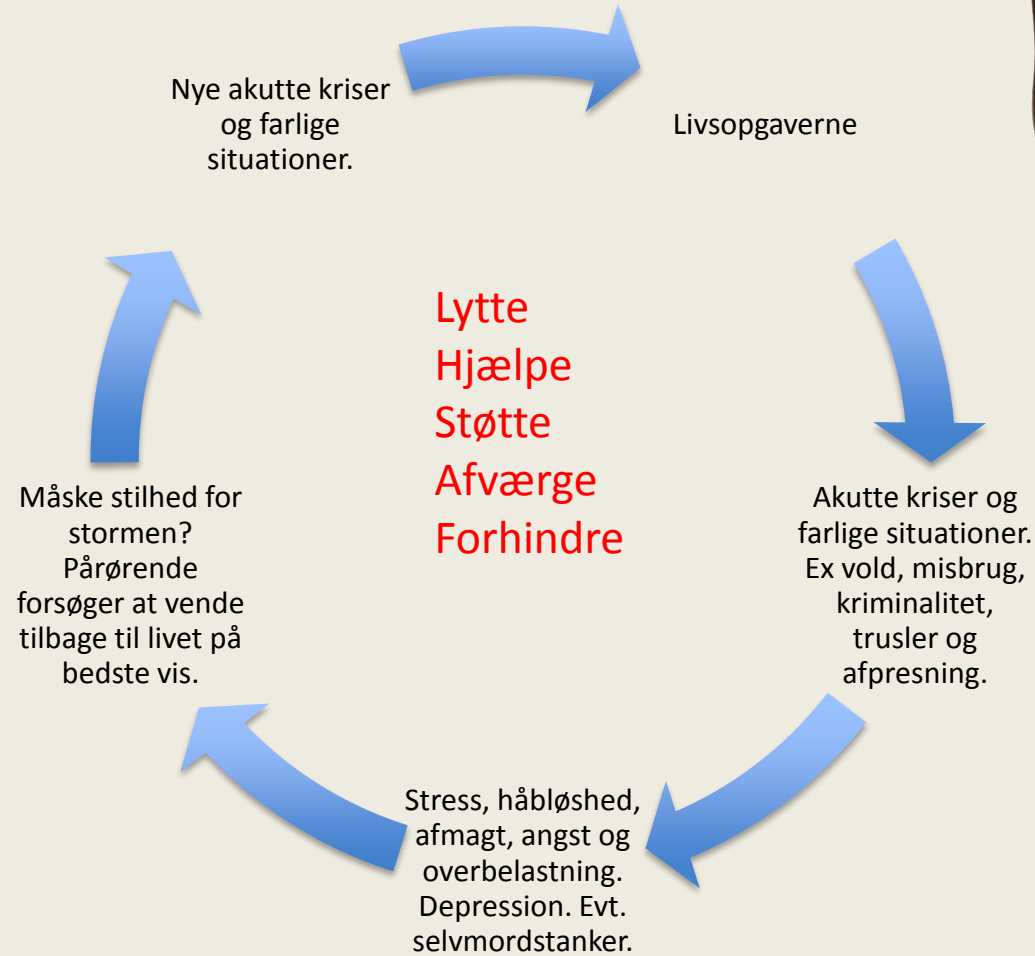 Nye akutte kriser
og farlige
situationer.
Livsopgaverne
Lytte
Hjælpe
Støtte
Afværge
Forhindre
Akutte kriser og
farlige situationer.
Ex vold, misbrug,
kriminalitet,
trusler og
afpresning.
Stress, håbløshed,
afmagt, angst og
overbelastning.
Depression. Evt.
selvmordstanker.
Måske stilhed for
stormen?
Pårørende
forsøger at vende
tilbage til livet på
bedste vis.